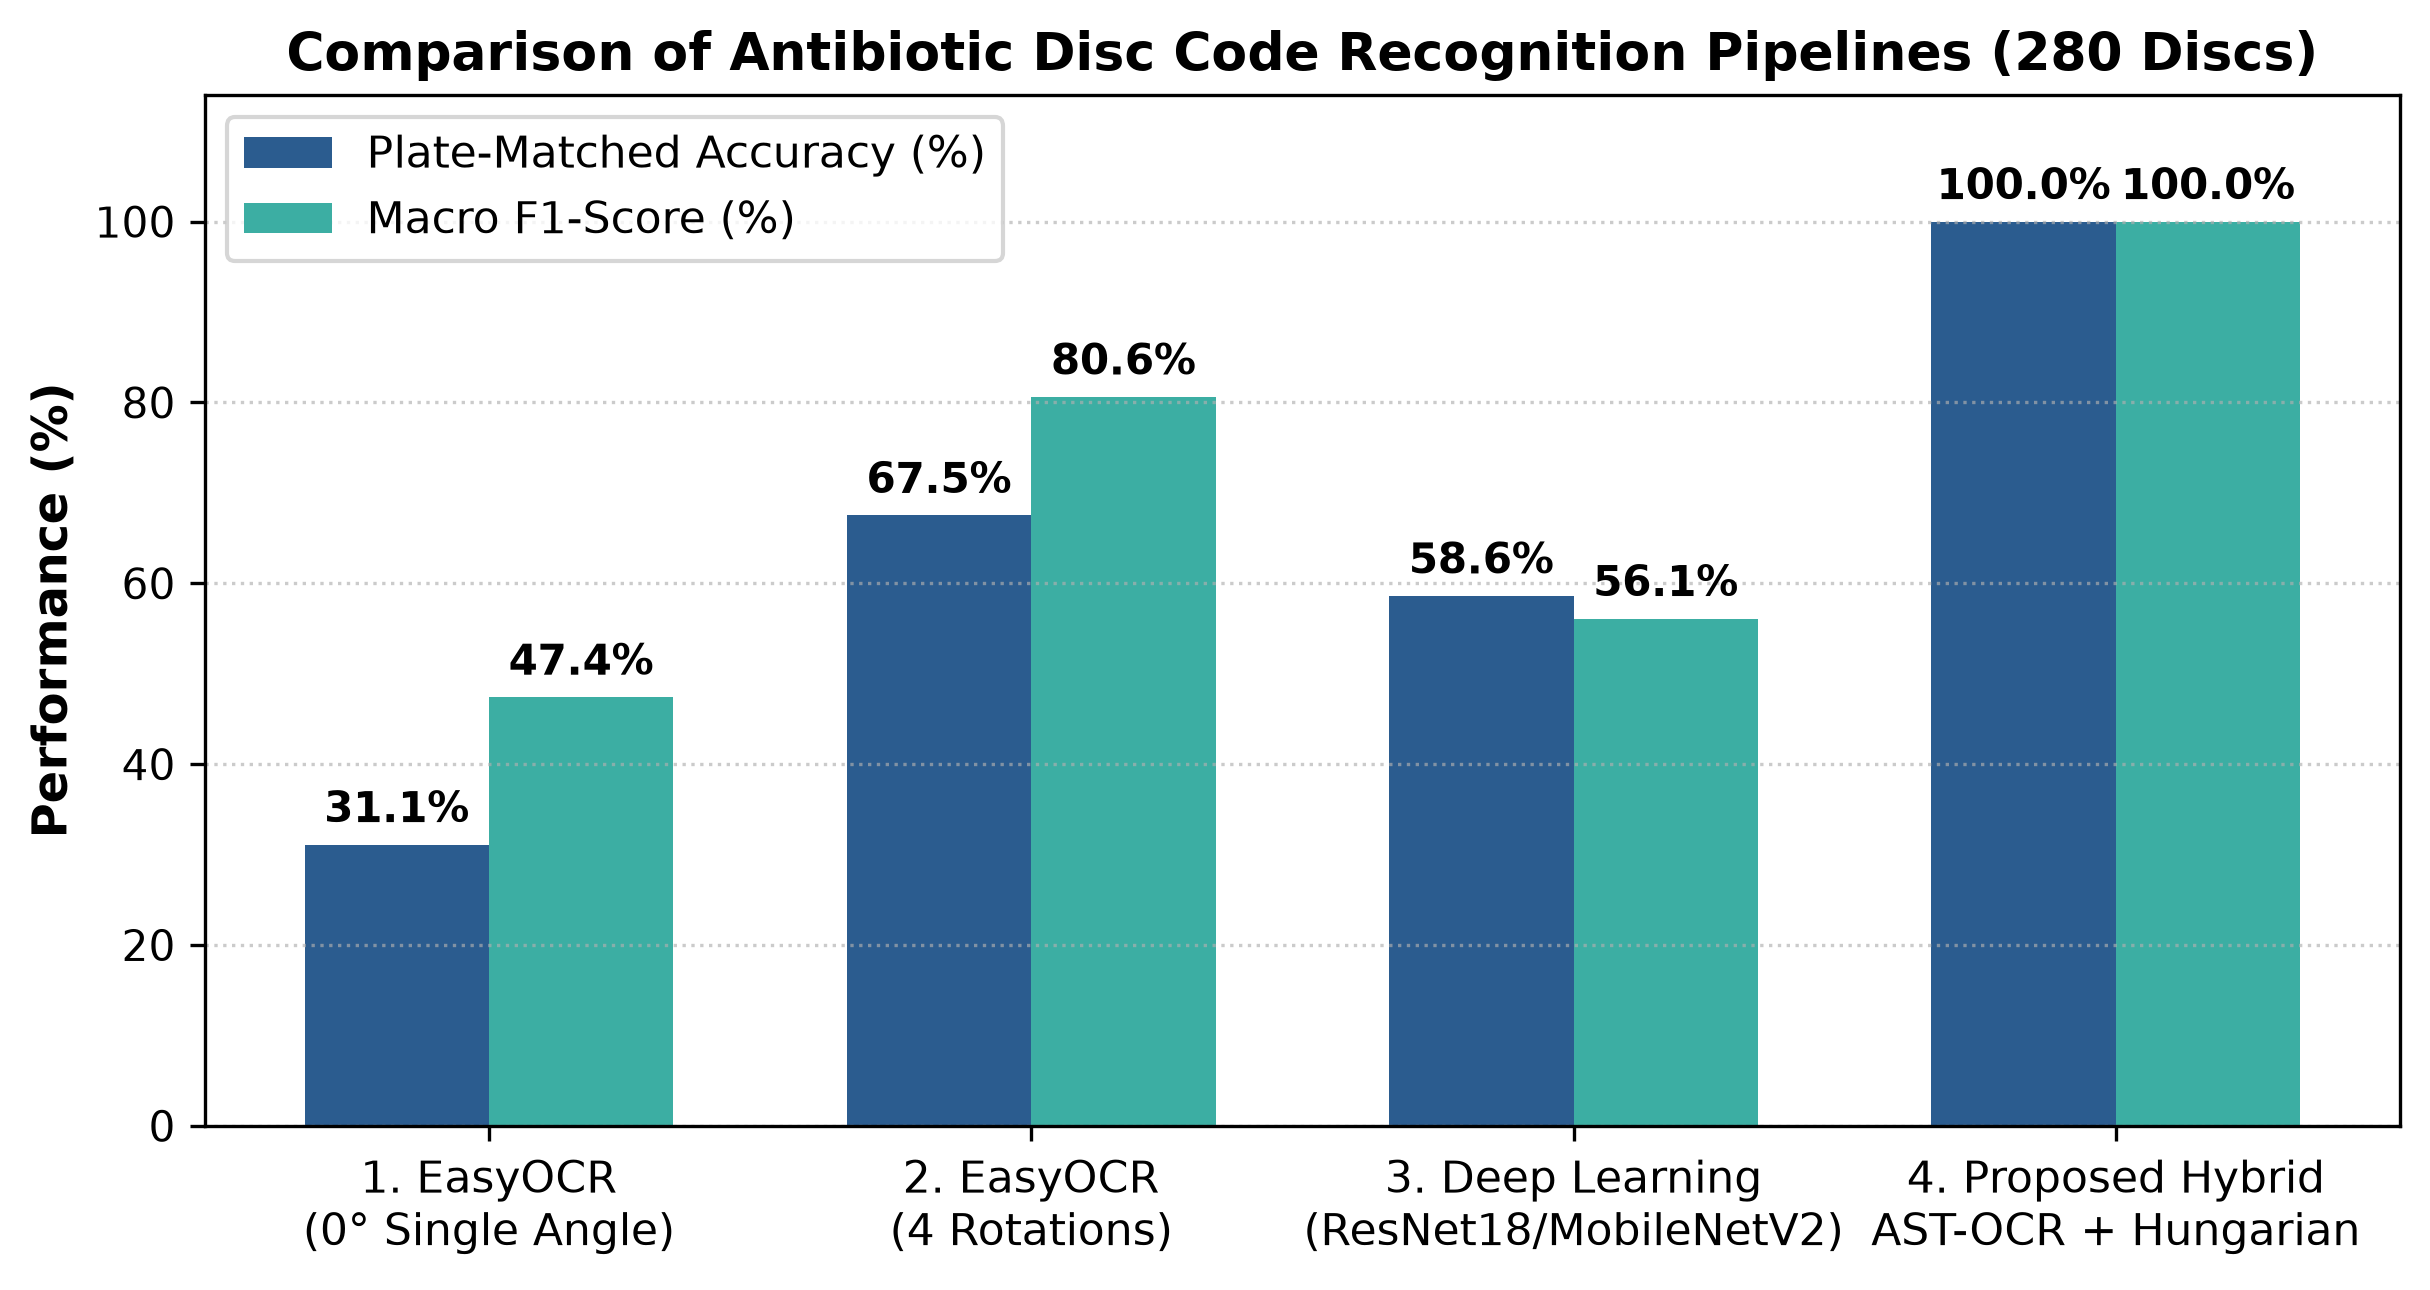 Comparison of Antibiotic Disc Code Recognition Pipelines (280 Discs)
Plate-Matched Accuracy (%)
Macro F1-Score (%)
Performance (%)
100
80
60
40
20
0
31.1%
47.4%
67.5%
80.6%
58.6%
56.1%
100.0%
100.0%
1. EasyOCR
(0° Single Angle)
2. EasyOCR
(4 Rotations)
3. Deep Learning
(ResNet18/MobileNetV2)
4. Proposed Hybrid
AST-OCR + Hungarian